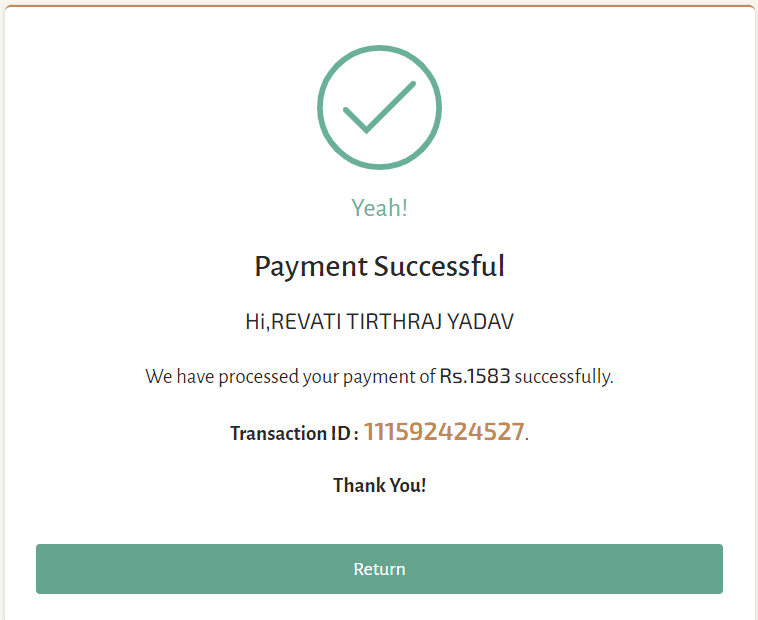 Yeah!
Payment Successful
Hi,REVATI TIRTHRAJ YADAV
We have processed your payment of Rs.1583 successfully.
Transaction ID : 111592424527.
Thank You!
Return